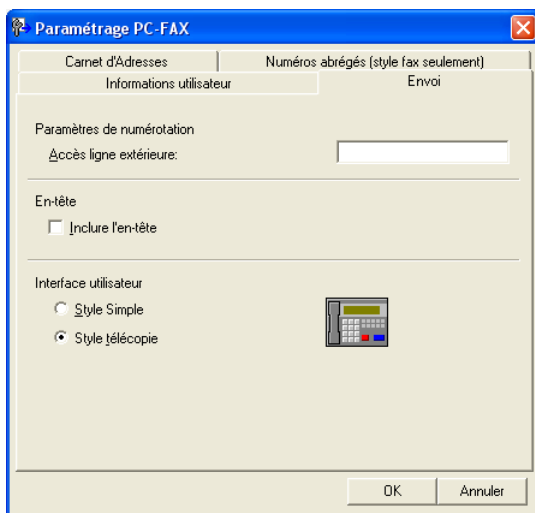 Paramétrage PC-FAX
Carnet d'Adresses
Numéros abrégés (style fax seulement)
Informations utilisateur
Envoi
Paramètres de numérotation
Accès ligne extérieure:
En-tête
Inclure l'en-tête
Interface utilisateur
Style Simple
Style télécopie
OK
Annuler